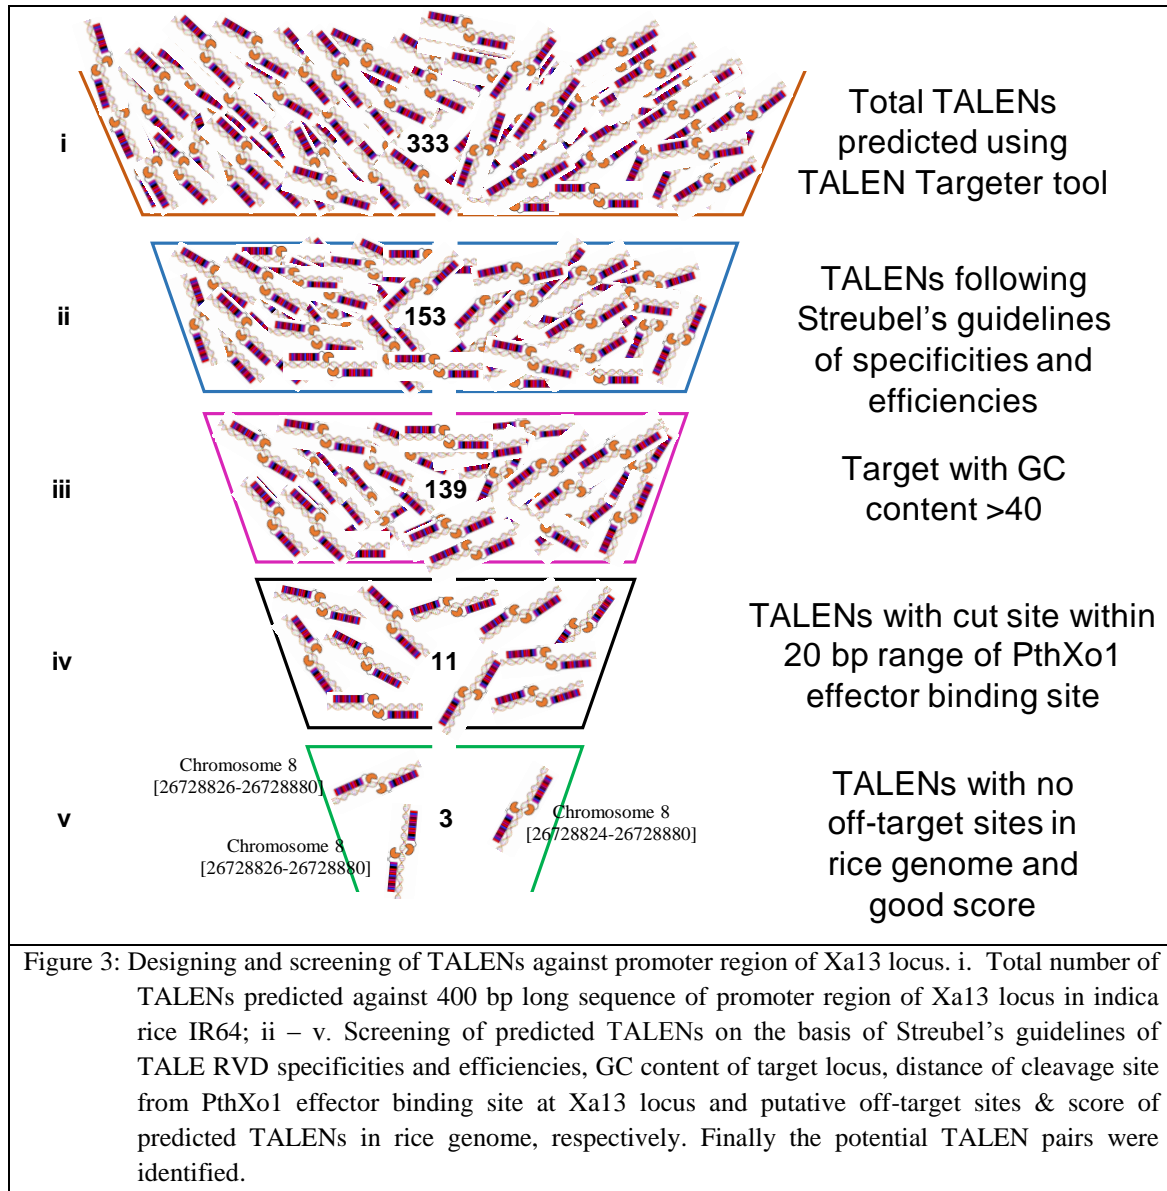 i
333
Total TALENs
predicted using
TALEN Targeter tool
ii
153
TALENs following
Streubel's guidelines
of specificities and
efficiencies
iii
139
Target with GC
content >40
iv
11
TALENs with cut site within
20 bp range of PthXo1
effector binding site
v
Chromosome 8
[26728826-26728880]
Chromosome 8
[26728826-26728880]
3
Chromosome 8
[26728824-26728880]
TALENs with no
off-target sites in
rice genome and
good score
Figure 3: Designing and screening of TALENs against promoter region of Xa13 locus. i. Total number of
TALENs predicted against 400 bp long sequence of promoter region of Xa13 locus in indica
rice IR64; ii – v. Screening of predicted TALENs on the basis of Streubel's guidelines of
TALE RVD specificities and efficiencies, GC content of target locus, distance of cleavage site
from PthXo1 effector binding site at Xa13 locus and putative off-target sites & score of
predicted TALENs in rice genome, respectively. Finally the potential TALEN pairs were
identified.